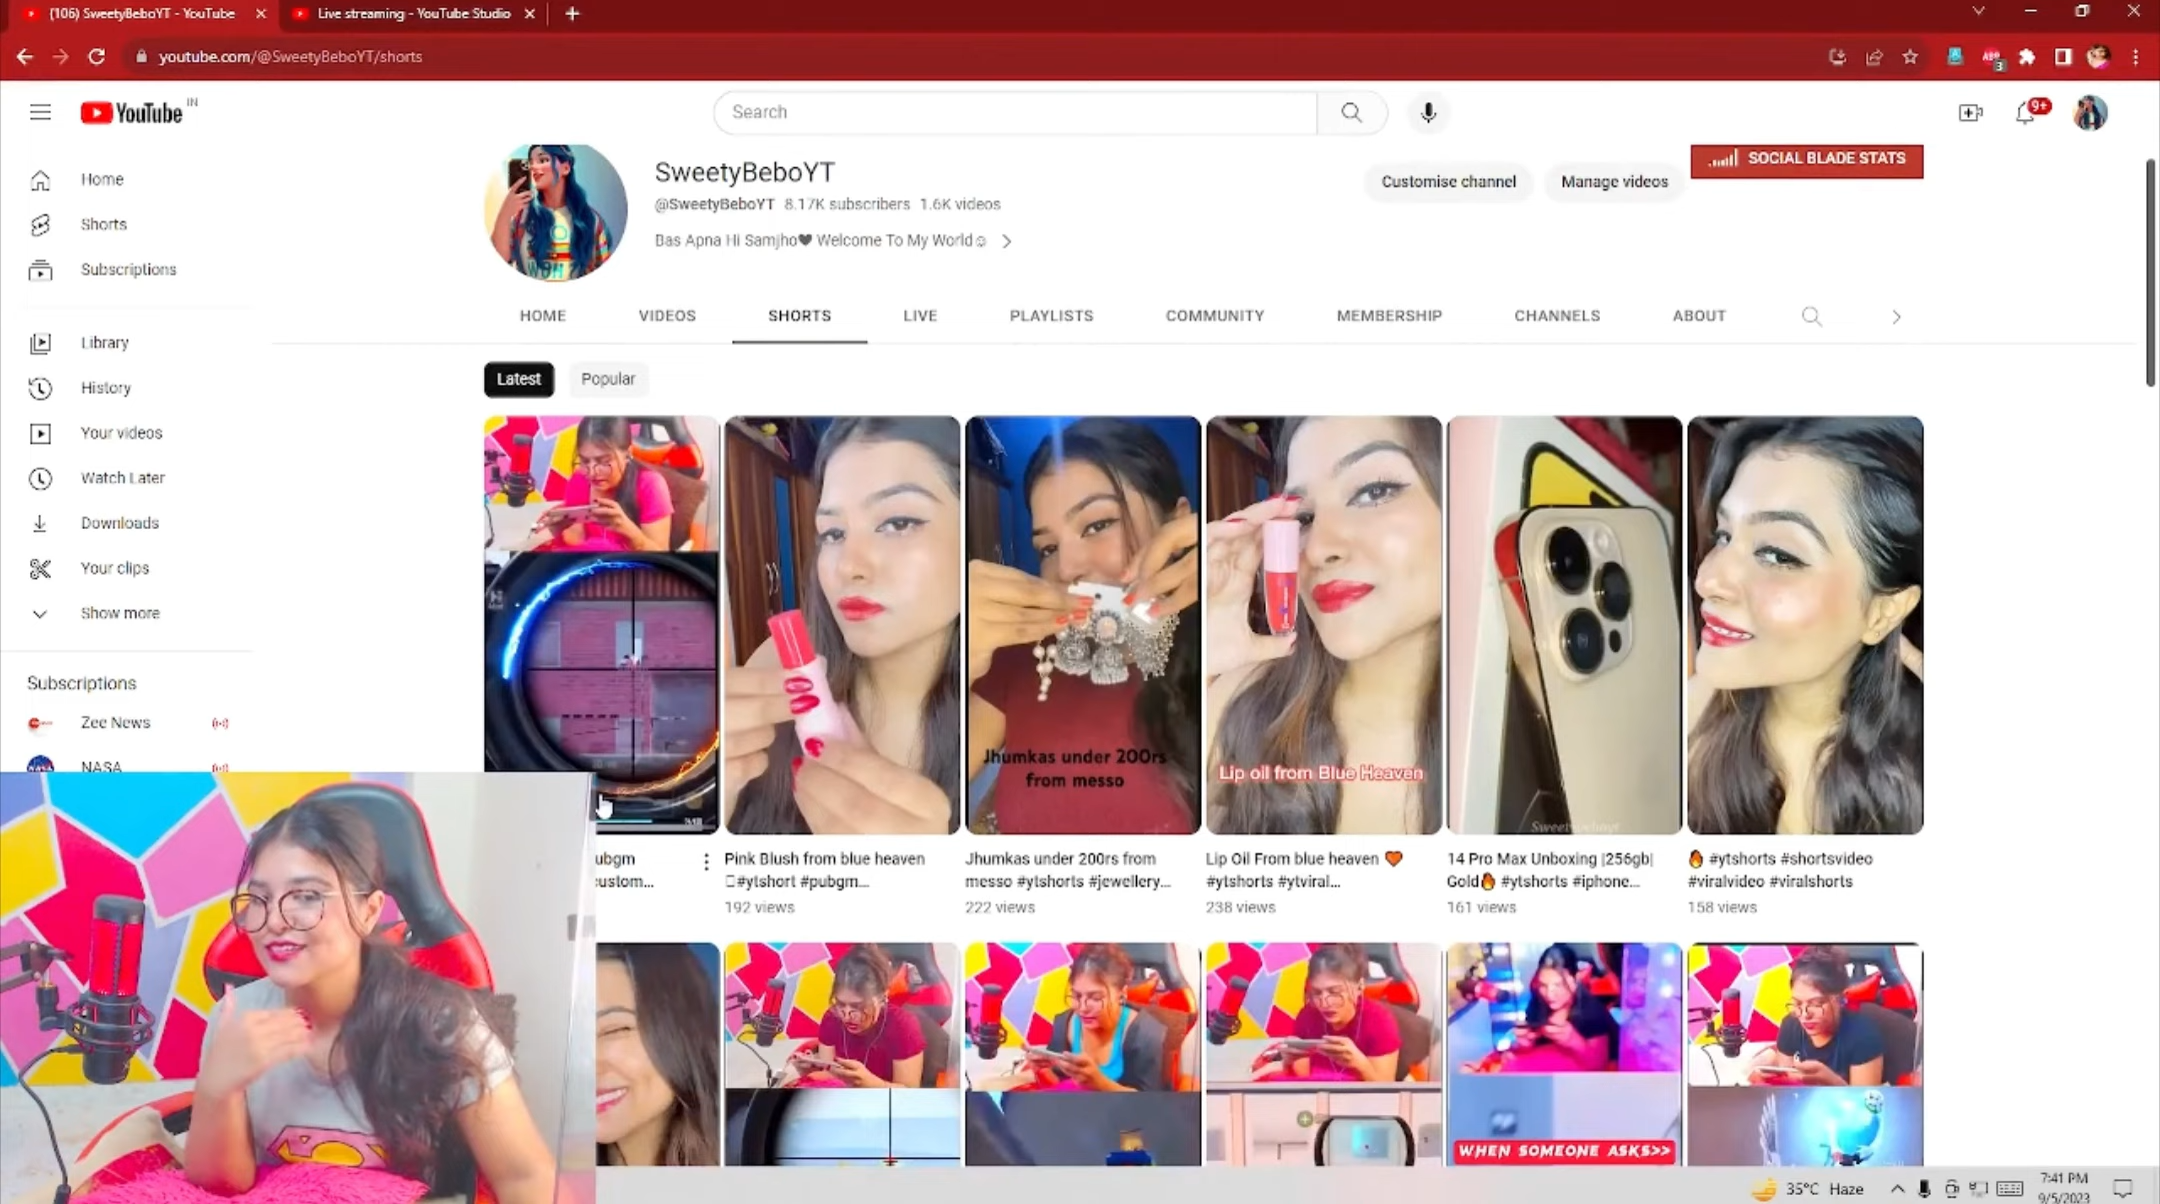 (106) SweetyBeboYT - YouTube
Live streaming - YouTube Studio
youtube.com/@SweetyBeboYT/shorts
ABP
3
YouTube
IN
Search
9+
Home
Shorts
Subscriptions
Library
History
Your videos
Watch Later
Downloads
Your clips
Show more
Subscriptions
Zee News
NASA
SweetyBeboYT
@SweetyBeboYT 8.17K subscribers 1.6K videos
Bas Apna Hi Samjho🖤 Welcome To My World☺
Customise channel
Manage videos
SOCIAL BLADE STATS
HOME
VIDEOS
SHORTS
LIVE
PLAYLISTS
COMMUNITY
MEMBERSHIP
CHANNELS
ABOUT
Latest
Popular
Jhumkas under 200rs
from messo
Lip oil from Blue Heaven
ubgm
custom...
Pink Blush from blue heaven
#ytshort #pubgm...
192 views
Jhumkas under 200rs from
messo #ytshorts #jewellery...
222 views
Lip Oil From blue heaven 🧡
#ytshorts #ytviral...
238 views
14 Pro Max Unboxing |256gb|
Gold🔥 #ytshorts #iphone...
161 views
🔥 #ytshorts #shortsvideo
#viralvideo #viralshorts
158 views
WHEN SOMEONE ASKS>>
35°C Haze
7:41 PM
9/5/2023